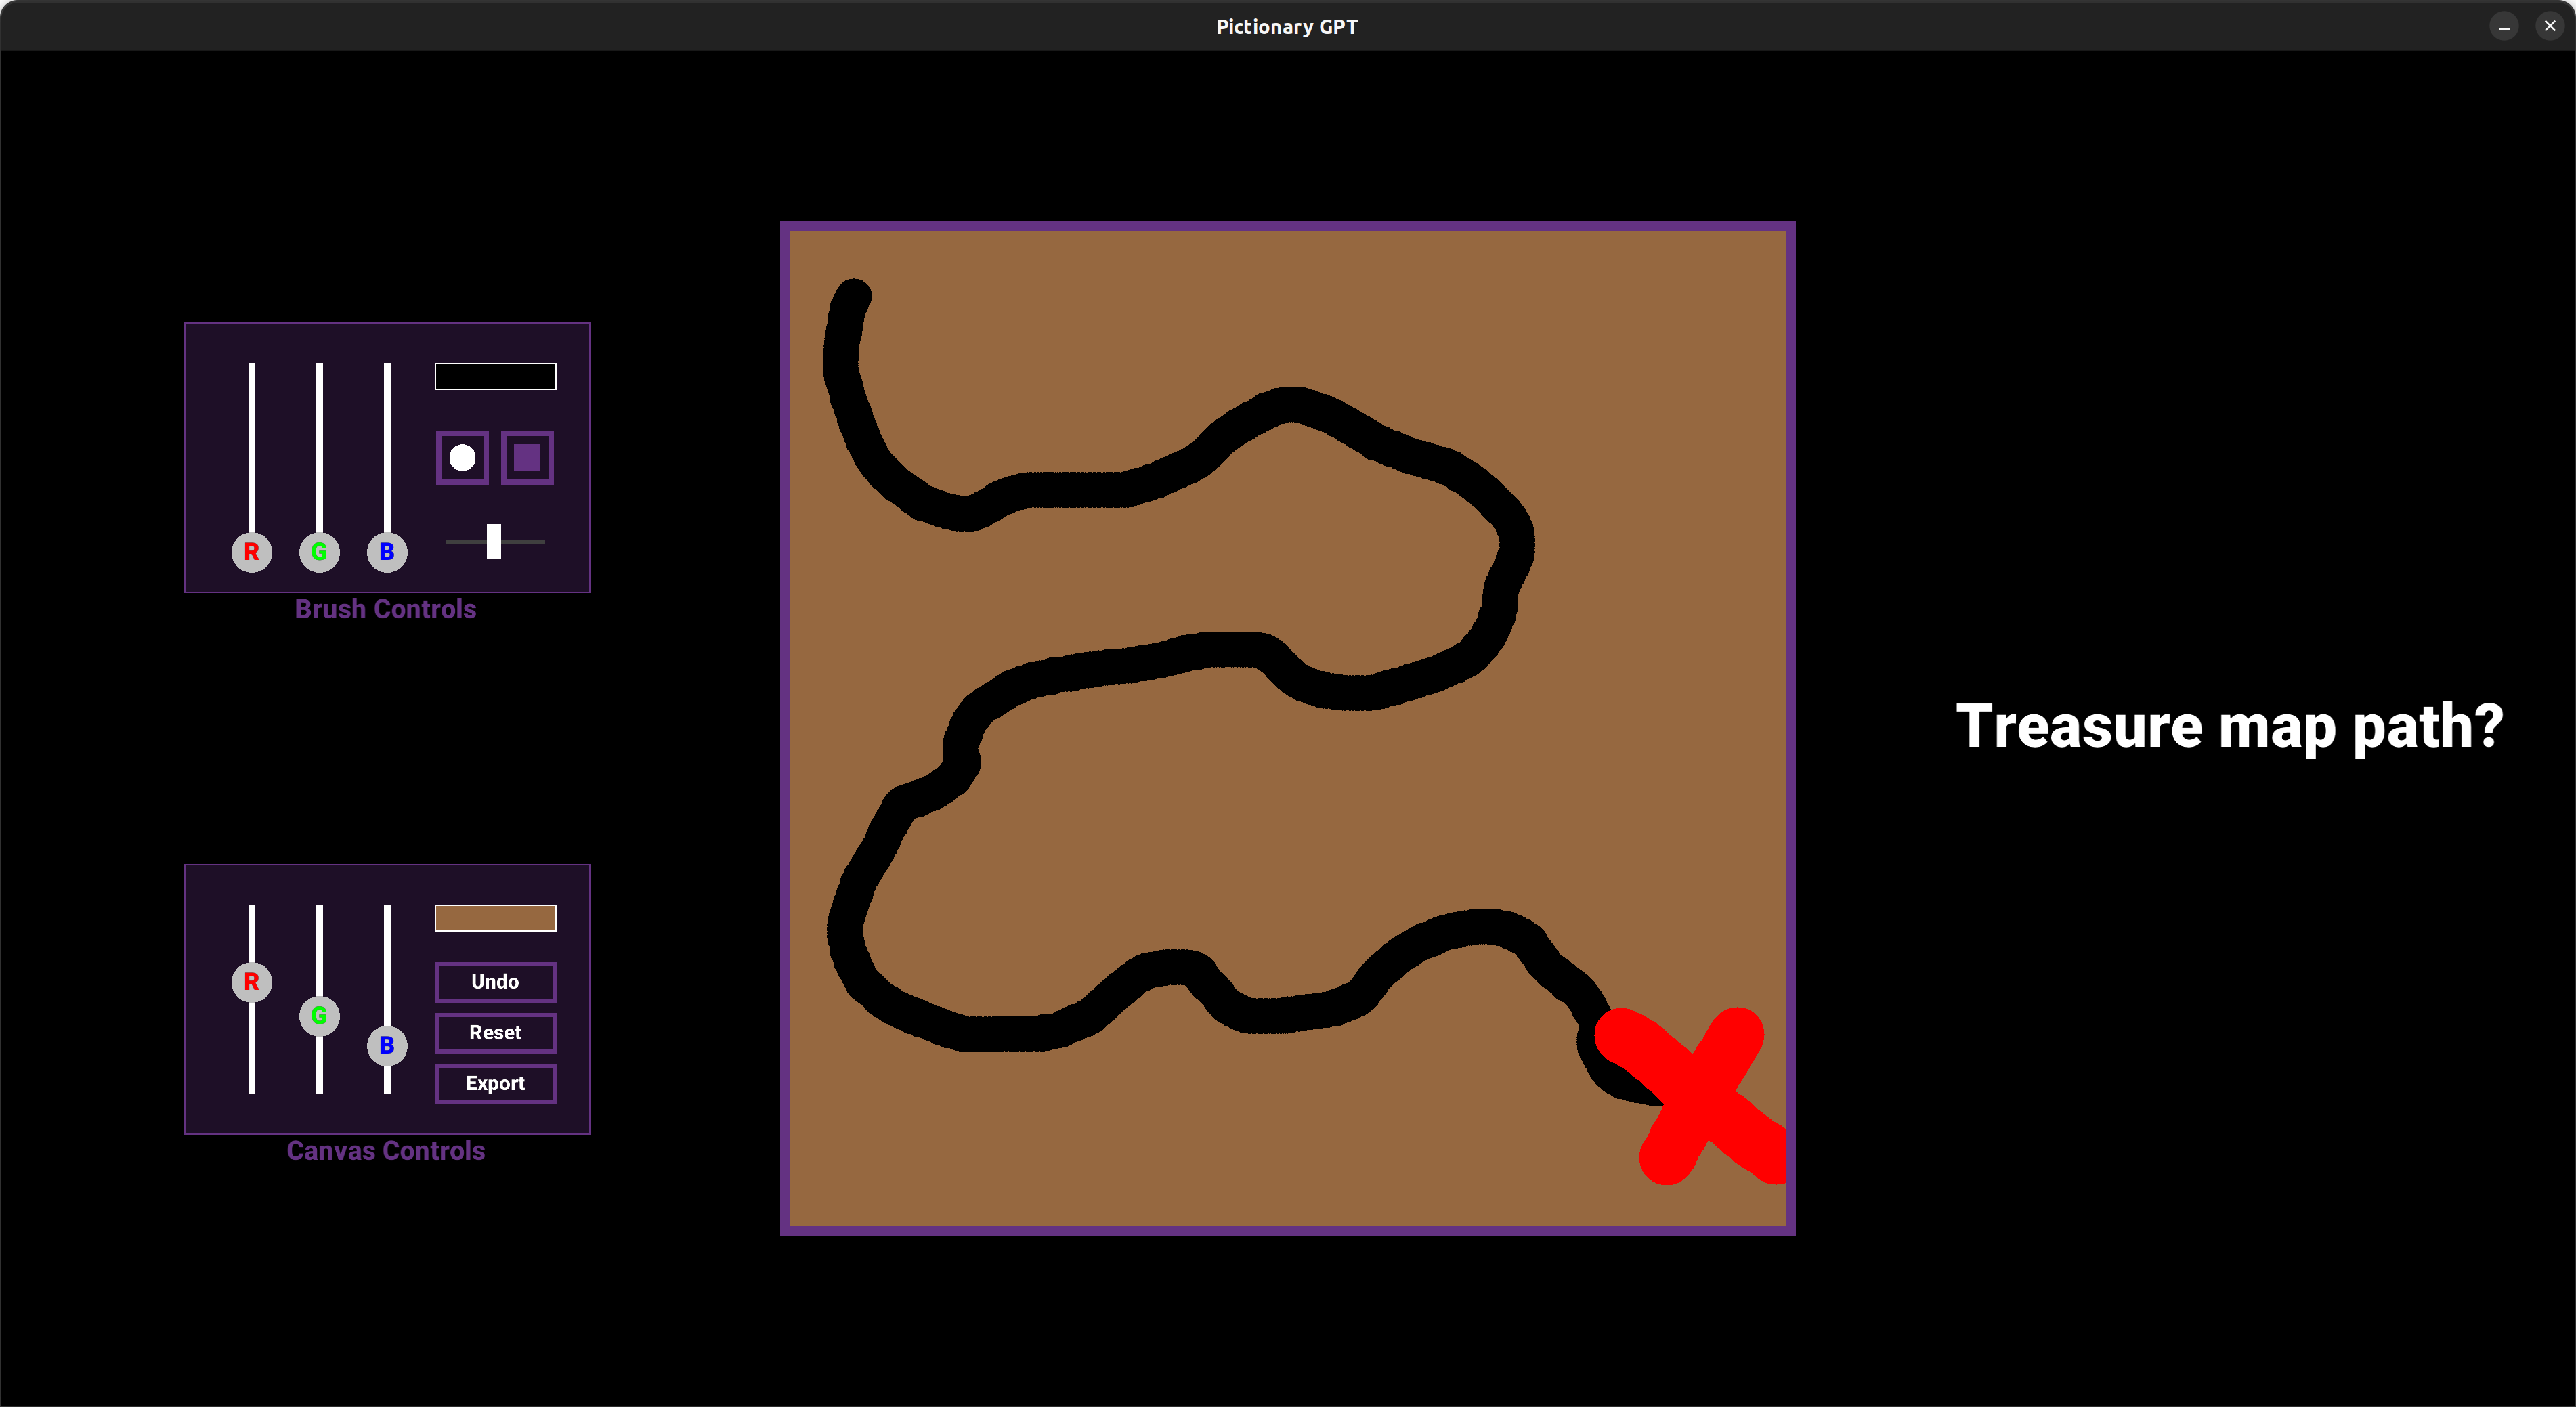 Pictionary GPT
R G B
Brush Controls
Treasure map path?
R
G
B
Undo
Reset
Export
Canvas Controls